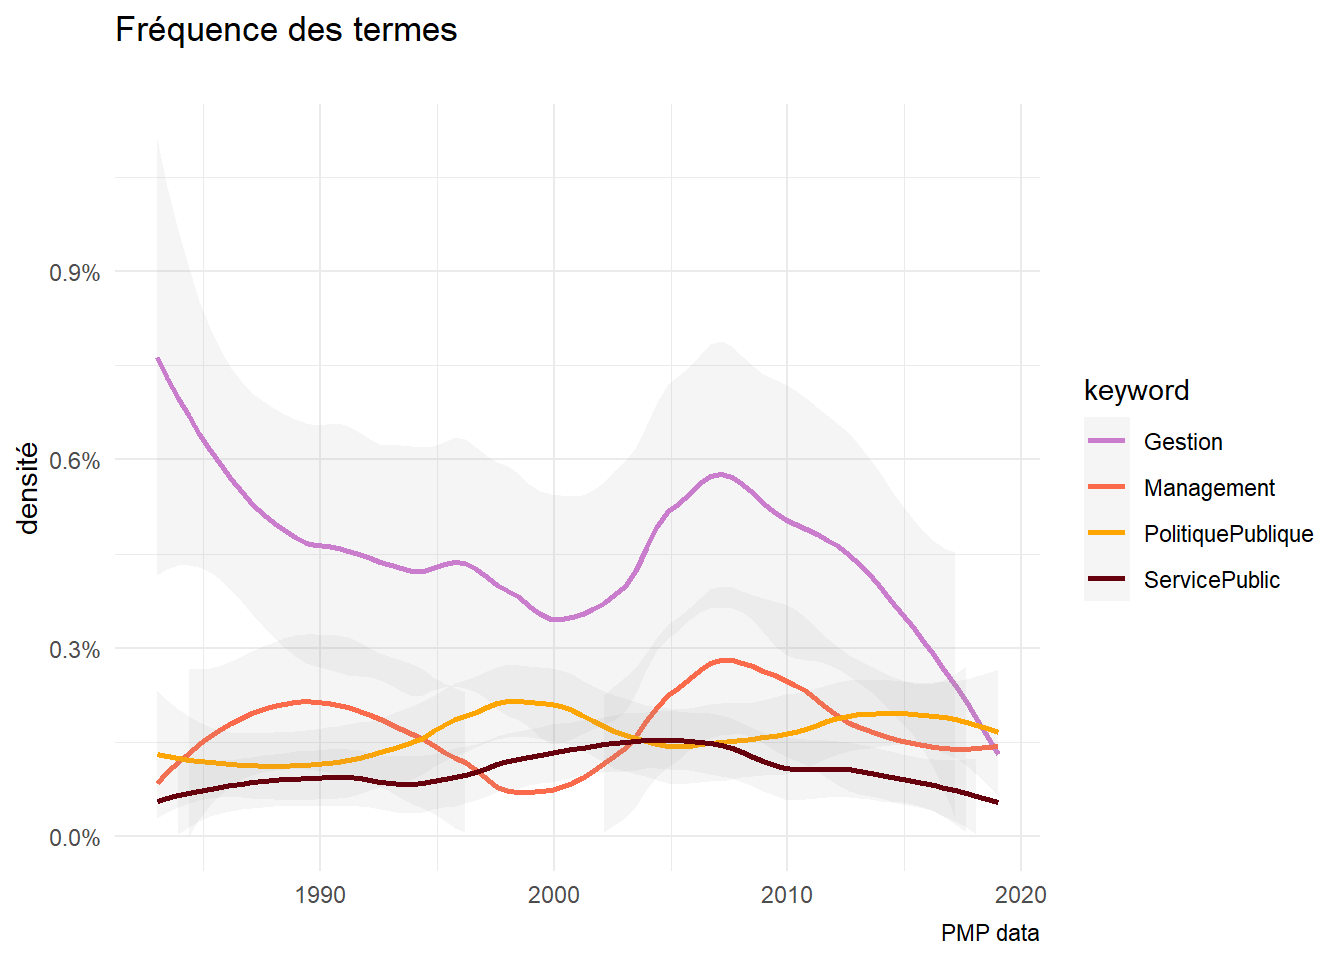 Fréquence des termes
densité
0.9%
0.6%
0.3%
0.0%
1990
2000
2010
2020
PMP data
keyword
Gestion
Management
PolitiquePublique
ServicePublic